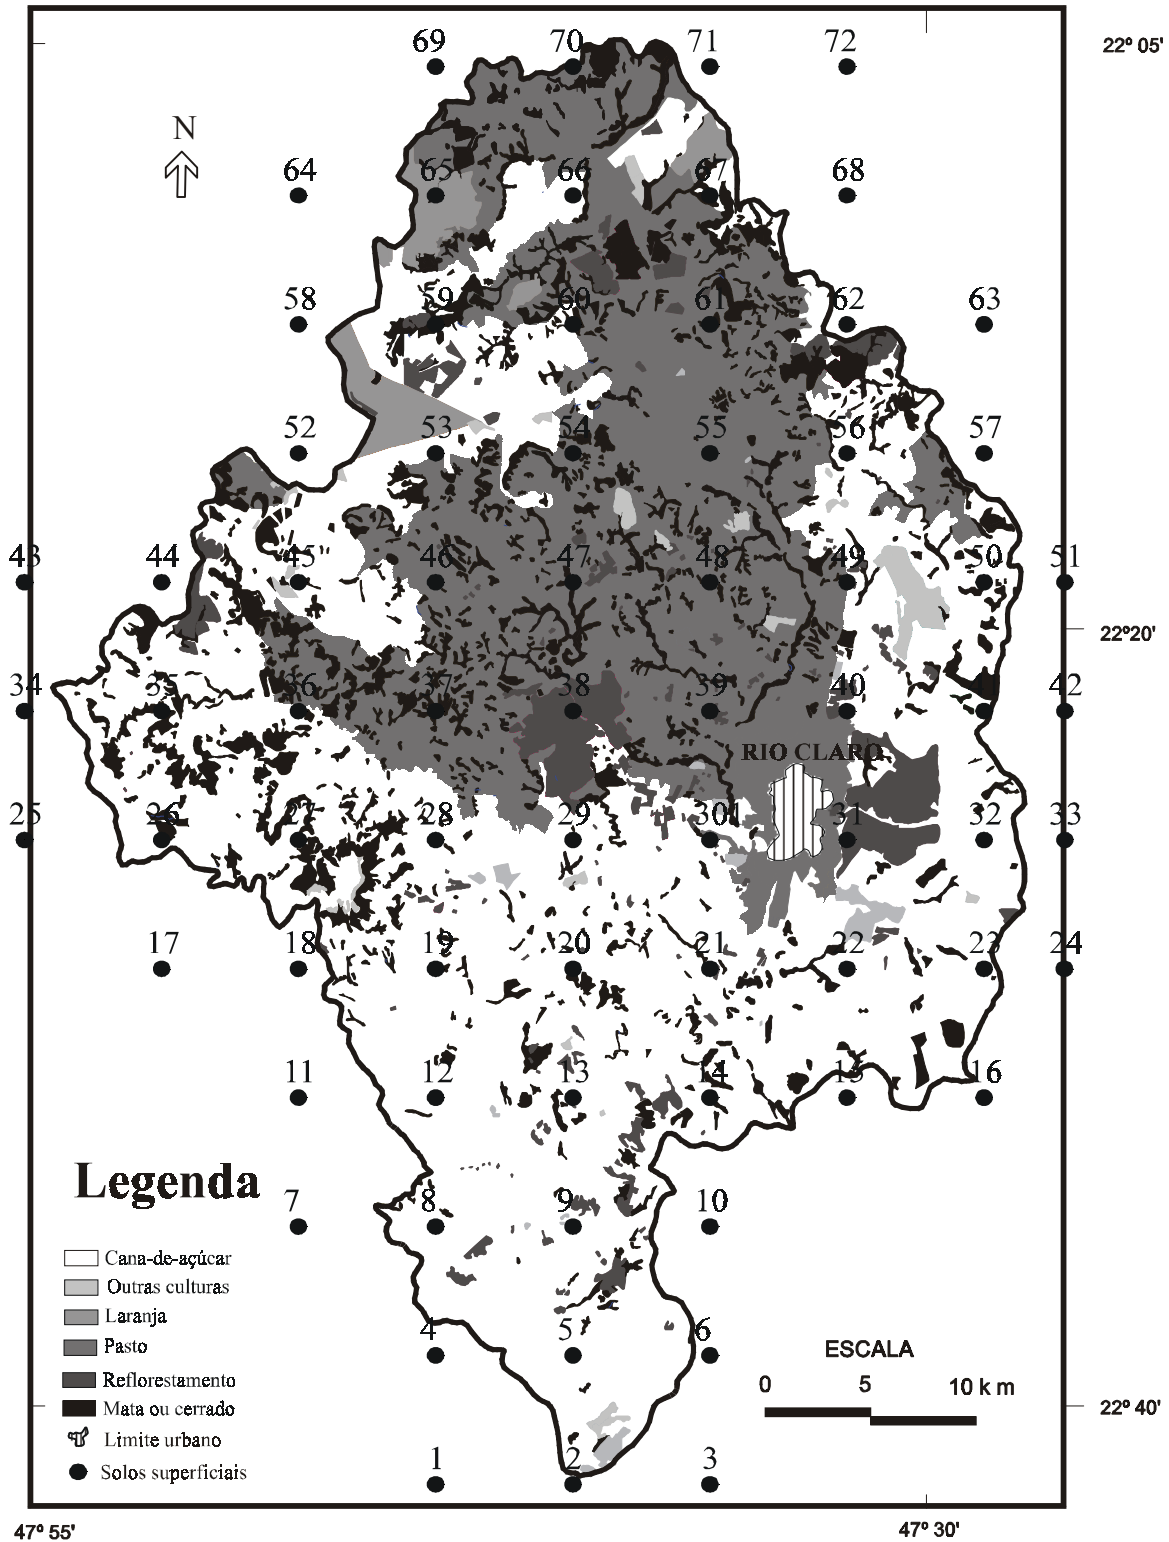 69 70 71 72
22º 05'
N
64 65 66 67 68
58 59 60 61 62 63
52 53 54 55 56 57
43 44 45 46 47 48 49 50 51
22º20'
34 35 36 37 38 39 40 42
RIO CLARO
25 26 27 28 29 301 31 32 33
17 18 19 20 21 22 23 24
11 12 13 14 15 16
Legenda
7 8 9 10
Cana-de-açúcar
Outras culturas
Laranja
Pasto
Reflorestamento
Mata ou cerrado
Limite urbano
Solos superficiais
4 5 6
ESCALA
0 5 10 k m
22º 40'
1 2 3
47º 55' 47º 30'